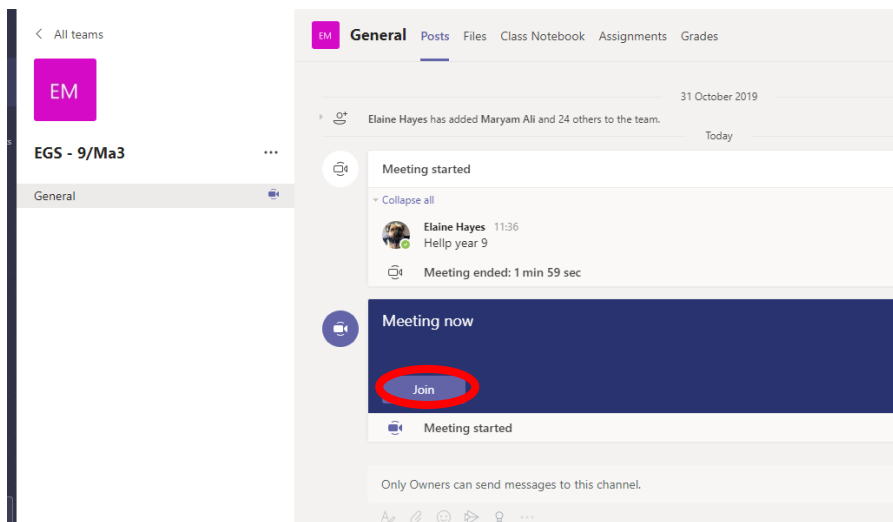 All teams
EM
EGS - 9/Ma3
...
General
EM General Posts Files Class Notebook Assignments Grades
31 October 2019
Elaine Hayes has added Maryam Ali and 24 others to the team.
Today
Meeting started
Collapse all
Elaine Hayes 11:36
Hellp year 9
Meeting ended: 1 min 59 sec
Meeting now
Join
Meeting started
Only Owners can send messages to this channel.